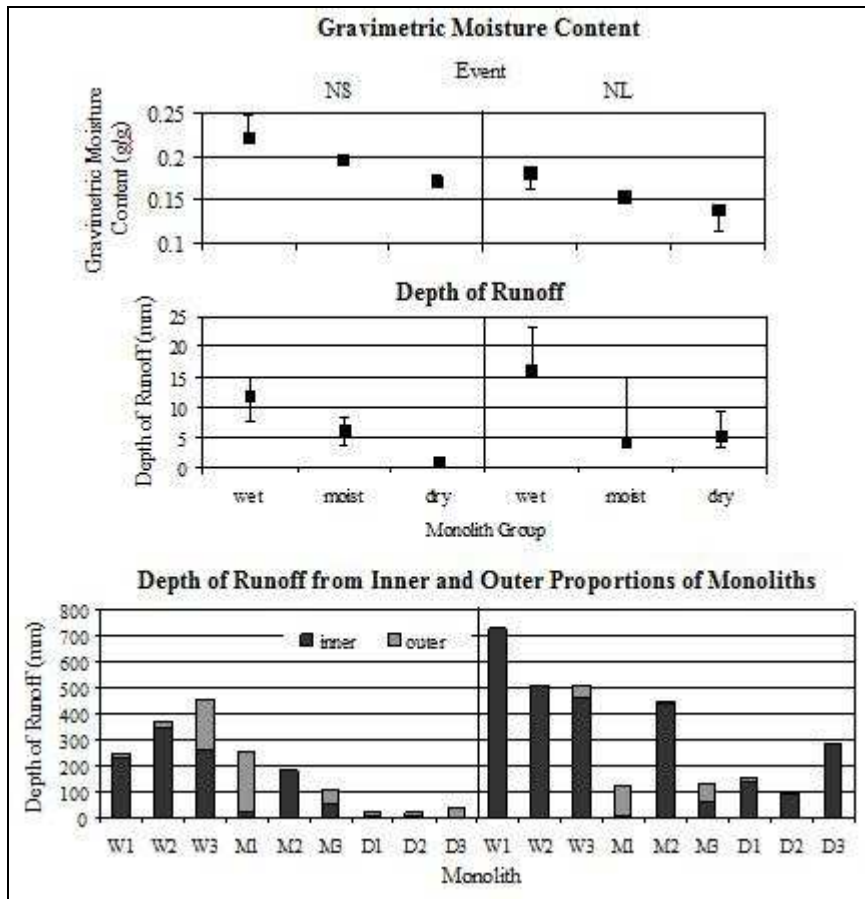 Gravimetric Moisture Content
Event
NS NL
Gravimetric Moisture
Content (g/g)
0.25
0.2
0.15
0.1
Depth of Runoff
Depth of Runoff (mm)
25
20
15
10
5
0
wet moist dry wet moist dry
Monolith Group
Depth of Runoff from Inner and Outer Proportions of Monoliths
Depth of Runoff (mm)
800
700
600
500
400
300
200
100
0
inner outer
W1 W2 W3 M1 M2 M3 D1 D2 D3 W1 W2 W3 M1 M2 M3 D1 D2 D3
Monolith